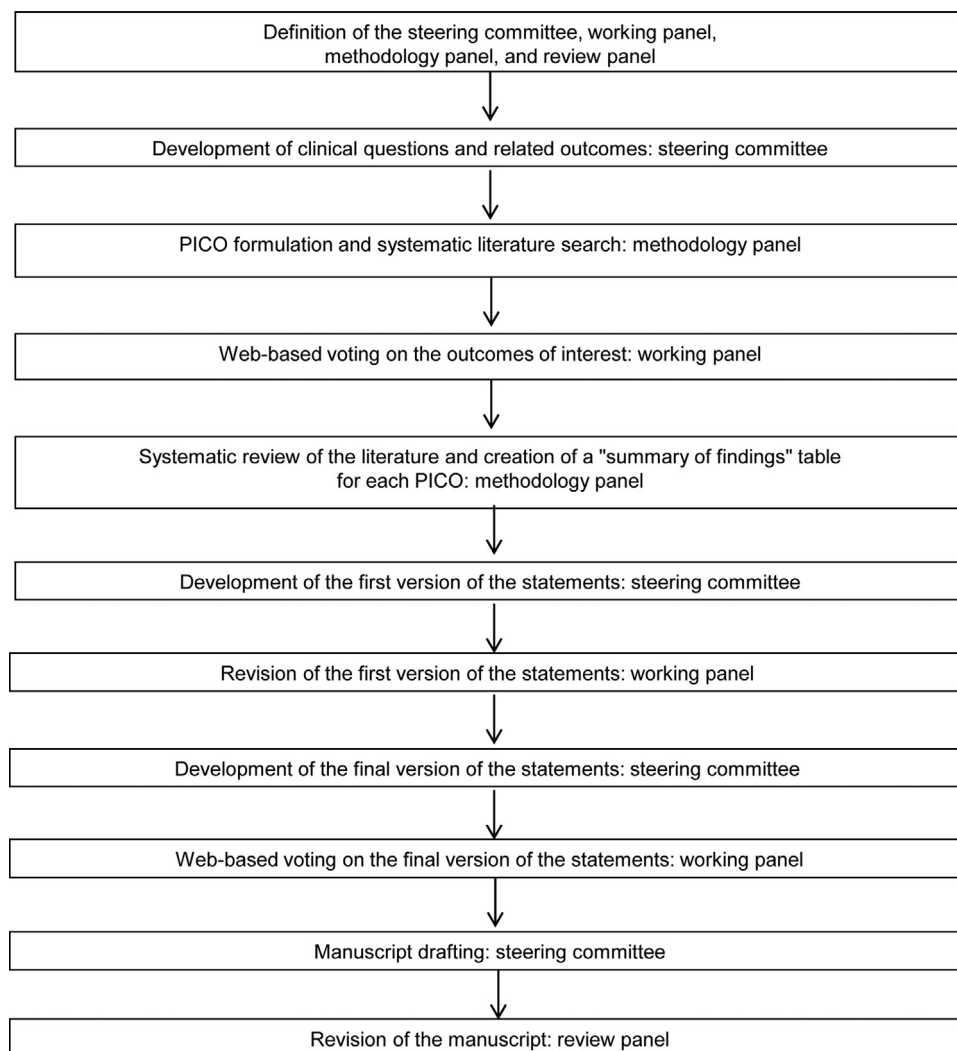 Definition of the steering committee, working panel,
methodology panel, and review panel
Development of clinical questions and related outcomes: steering committee
PICO formulation and systematic literature search: methodology panel
Web-based voting on the outcomes of interest: working panel
Systematic review of the literature and creation of a "summary of findings" table
for each PICO: methodology panel
Development of the first version of the statements: steering committee
Revision of the first version of the statements: working panel
Development of the final version of the statements: steering committee
Web-based voting on the final version of the statements: working panel
Manuscript drafting: steering committee
Revision of the manuscript: review panel